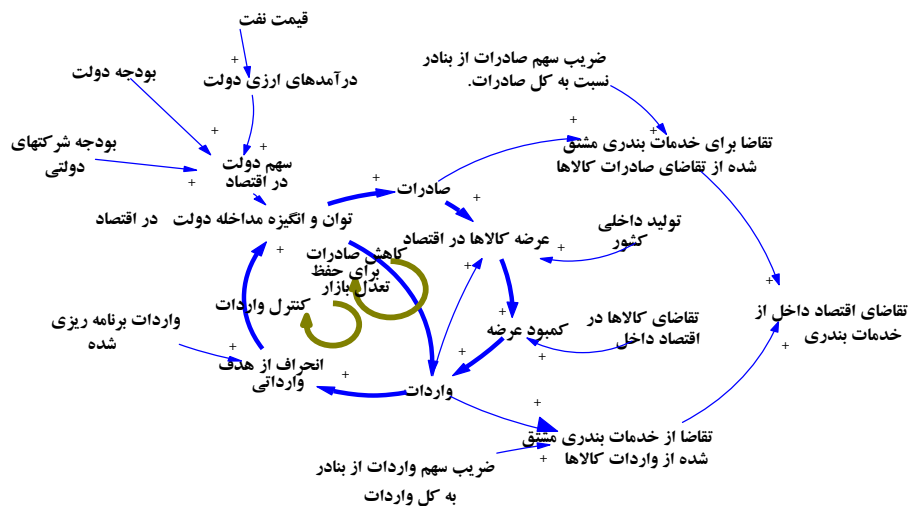 قیمت نفت
ضریب سهم صادرات از بنادر
نسبت به کل صادرات.
بودجه دولت
درآمدهای ارزی دولت
بودجه شرکتهای
دولتی
تقاضا برای خدمات بندری مشتق
شده از تقاضای صادرات کالاها
سهم دولت
در اقتصاد
صادرات
توان و انگیزه مداخله دولت در اقتصاد
تولید داخلی
کشور
عرضه کالاها در اقتصاد
کاهش صادرات
برای حفظ
تعدل بازار
کنترل واردات
تقاضای اقتصاد داخل از
خدمات بندری
تقاضای کالاها در
اقتصاد داخل
کمبود عرضه
واردات برنامه ریزی
شده
انحراف از هدف
وارداتی
واردات
تقاضا از خدمات بندری مشتق
شده از واردات کالاها
ضریب سهم واردات از بنادر
به کل واردات